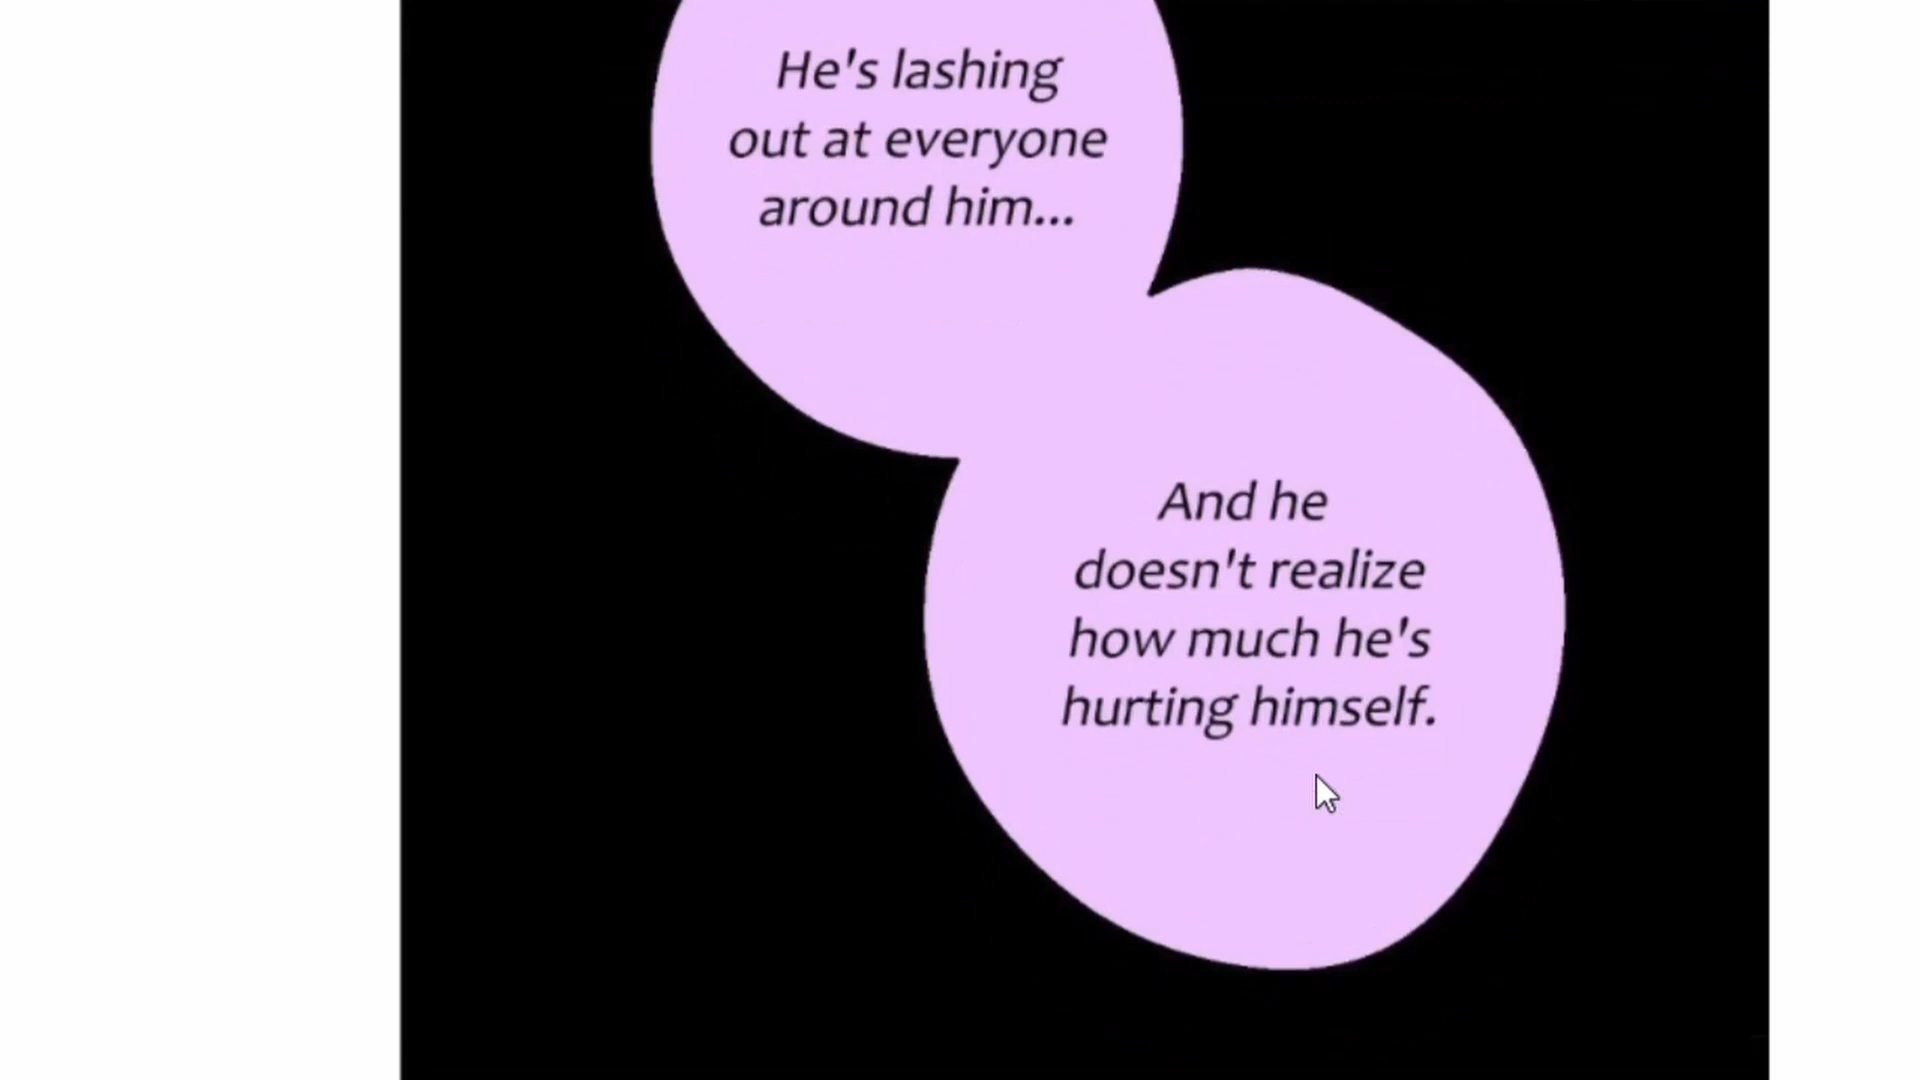 He's lashing
out at everyone
around him...
And he
doesn't realize
how much he's
hurting himself.